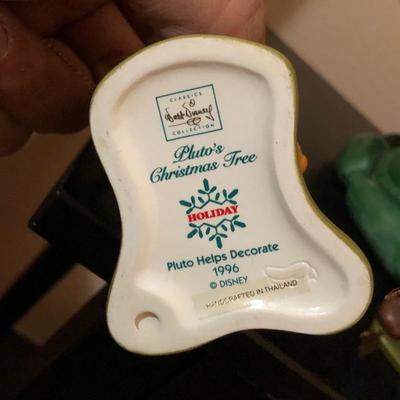 CLASSICS
Walt Disney
COLLECTION
Pluto's
Christmas Tree
HOLIDAY
Pluto Helps Decorate
1996
© DISNEY
HANDCRAFTED IN THAILAND